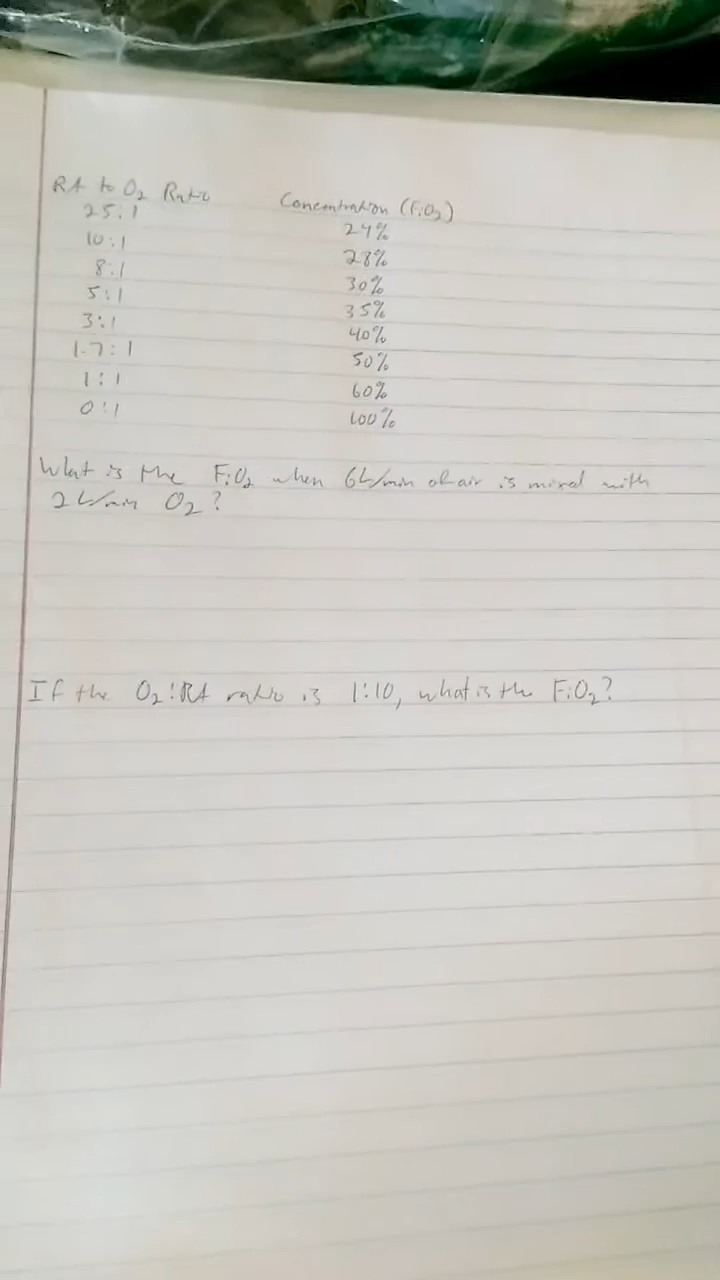 RA to O2 Ratio Concentration (FiO2)
25:1 24%
10:1 28%
8:1 30%
5:1 35%
3:1 40%
1.7:1 50%
1:1 60%
0:1 100%
What is the FiO2 when 6L/min of air is mixed with
2L/min O2?
If the O2:RA ratio is 1:10, what is the FiO2?